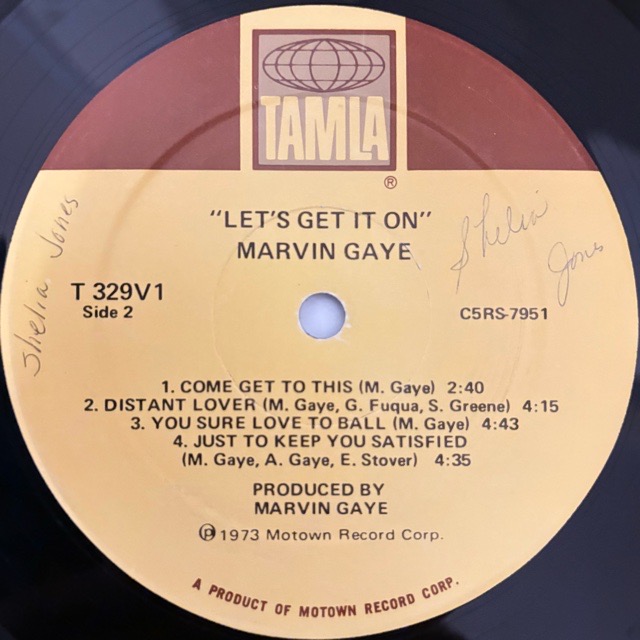 TAMLA
®
"LET'S GET IT ON"
MARVIN GAYE
Shelia Jones
Shelia
Jones
T 329V1
Side 2
C5RS-7951
1. COME GET TO THIS (M. Gaye) 2:40
2. DISTANT LOVER (M. Gaye, G. Fuqua, S. Greene) 4:15
3. YOU SURE LOVE TO BALL (M. Gaye) 4:43
4. JUST TO KEEP YOU SATISFIED
(M. Gaye, A. Gaye, E. Stover) 4:35
PRODUCED BY
MARVIN GAYE
℗ 1973 Motown Record Corp.
A PRODUCT OF MOTOWN RECORD CORP.